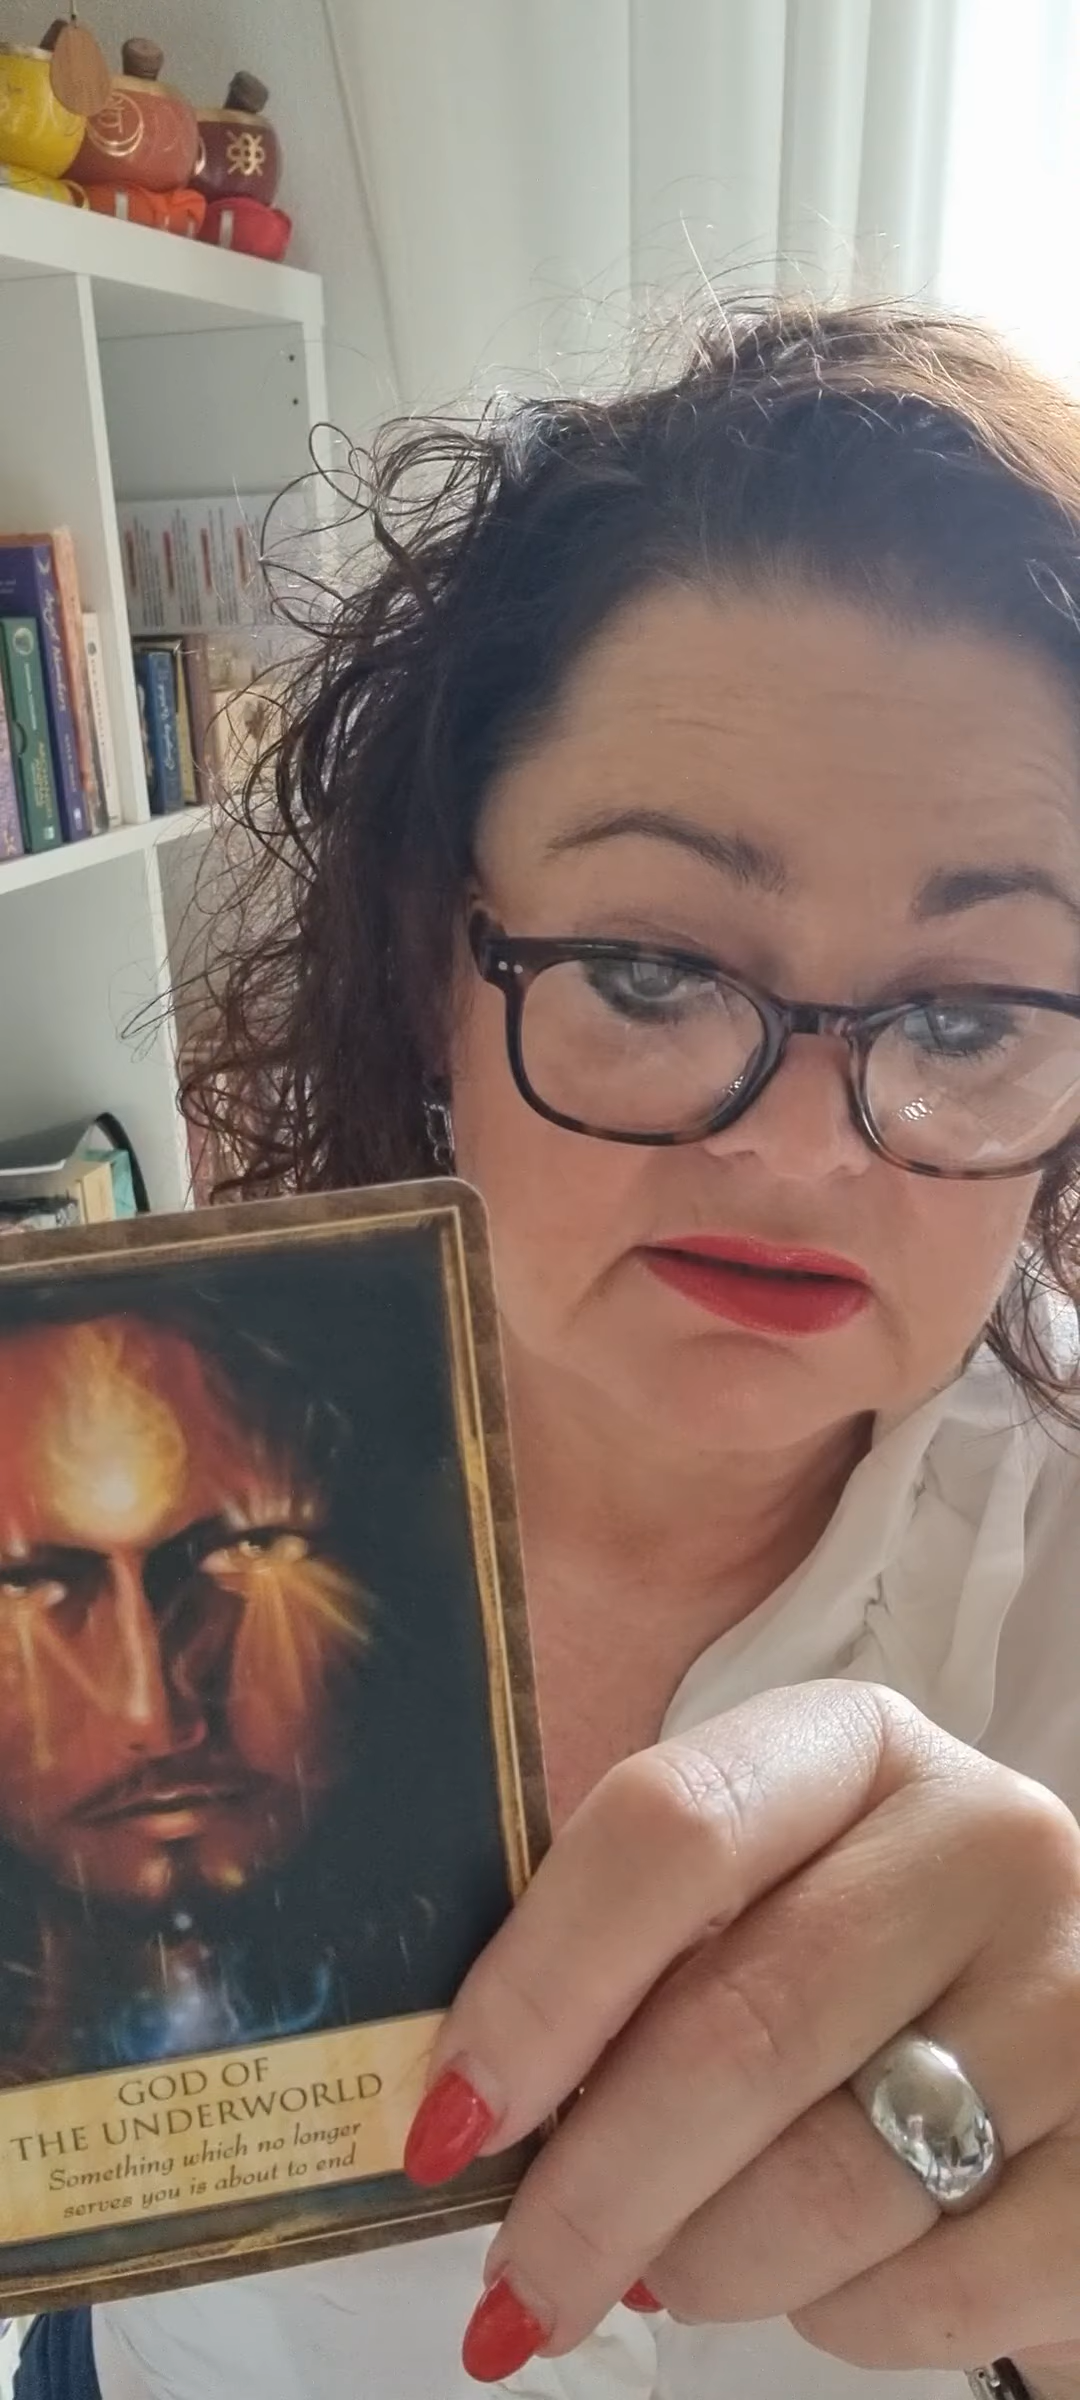 GOD OF
THE UNDERWORLD
Something which no longer
serves you is about to end